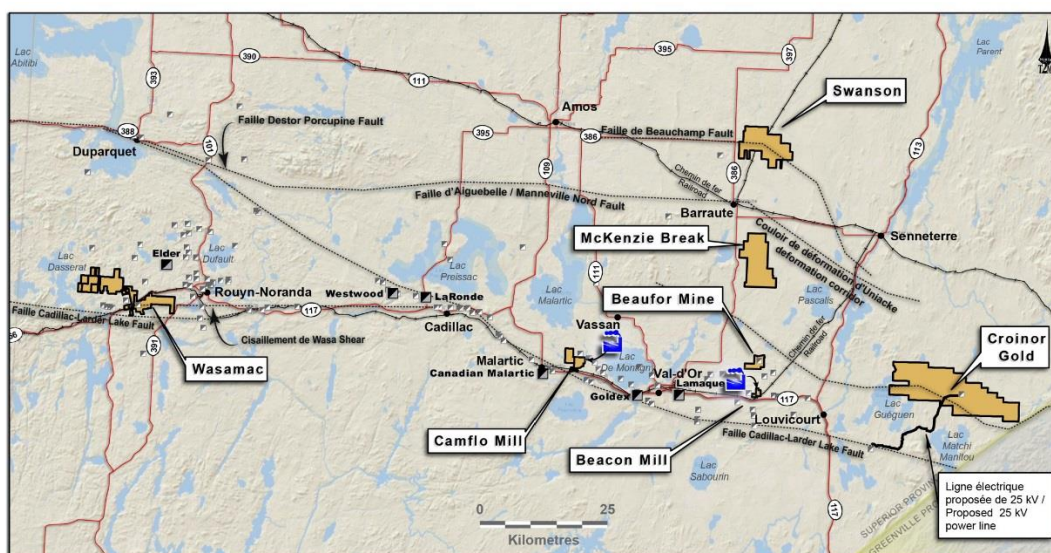 Lac
Abitibi
393
390
111
395
397
Lac
Parent
Amos
Swanson
Faille Destor Porcupine Fault
395
386
Faille de Beauchamp Fault
388
101
Duparquet
109
386
113
Chemin de fer
Railroad
Faille d'Aiguebelle / Manneville Nord Fault
Barraute
Senneterre
McKenzie Break
Couloir de déformation d'Uniacke
deformation corridor
Elder
Lac
Dufault
Lac
Dasserat
Lac
Preissac
Lac
Malartic
111
Beaufor Mine
Lac
Pascalis
Rouyn-Noranda
Westwood
LaRonde
Faille Cadillac-Larder Lake Fault
117
Cadillac
Vassan
Chemin de fer
Railroad
Croinor
Gold
391
Cisaillement de Wasa Shear
Wasamac
Malartic
Canadian Malartic
Lac
De Montigny
Val-d'Or
Lamaque
Goldex
117
Louvicourt
Lac
Guéguen
Camflo Mill
Beacon Mill
Faille Cadillac-Larder Lake Fault
Lac
Matchi
Manitou
Lac
Sabourin
Ligne électrique
proposée de 25 kV /
Proposed 25 kV
power line
0 25
Kilometres
117